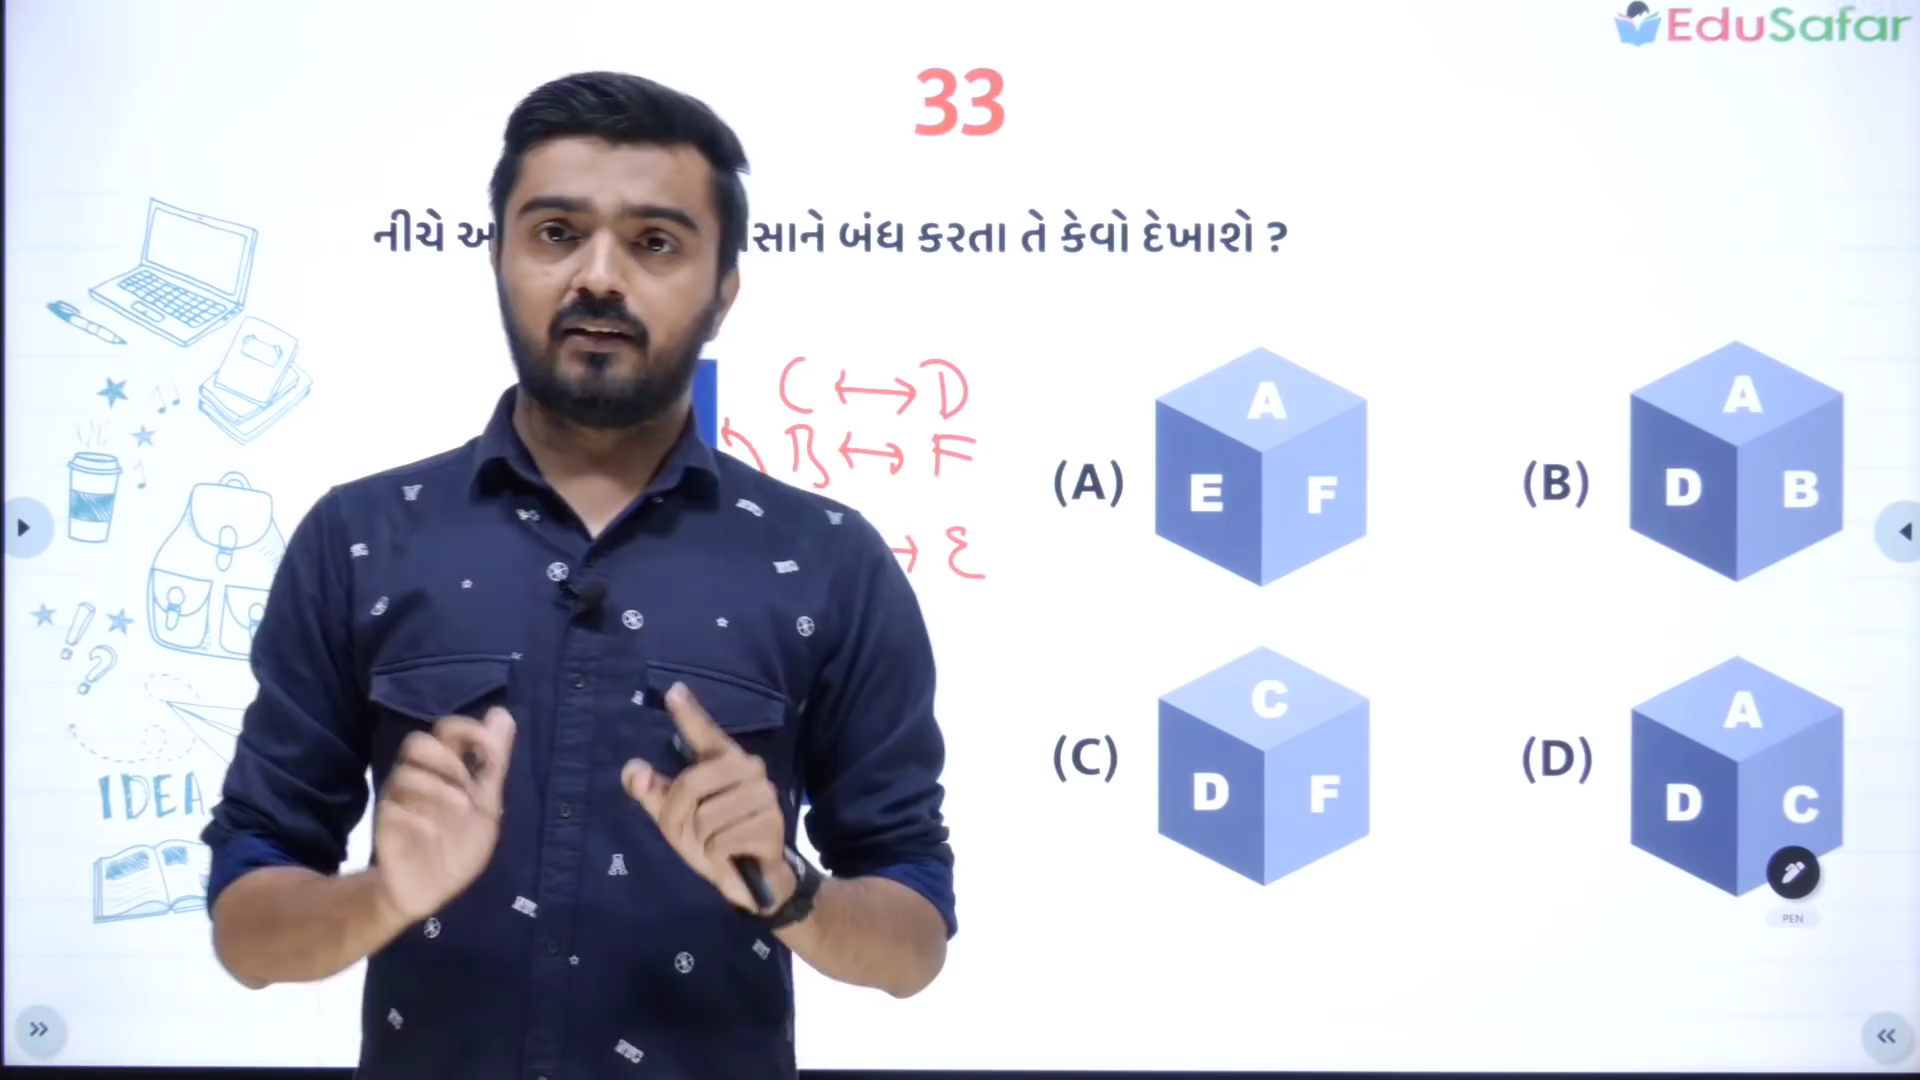 EduSafar
33
નીચે સાને બંધ કરતા તે કેવો દેખાશે ?
C ↔ D
B ↔ F
→ E
(A) A E F
(B) A D B
(C) C D F
(D) A D C
IDEA
PEN